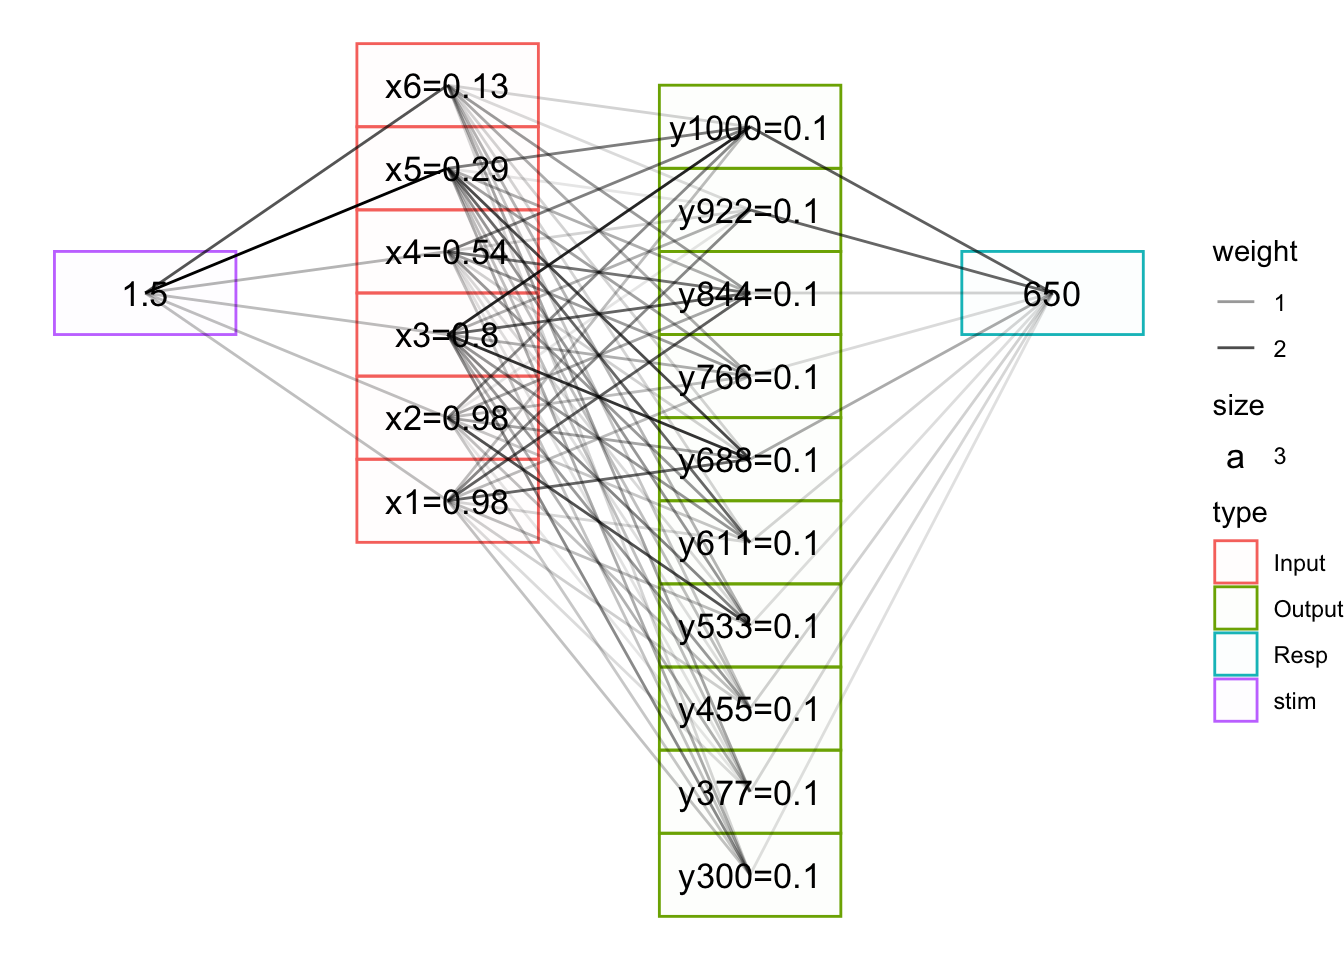 1.5
x6=0.13
x5=0.29
x4=0.54
x3=0.8
x2=0.98
x1=0.98
y1000=0.1
y922=0.1
y844=0.1
y766=0.1
y688=0.1
y611=0.1
y533=0.1
y455=0.1
y377=0.1
y300=0.1
650
weight
1
2
size
a 3
type
Input
Output
Resp
stim